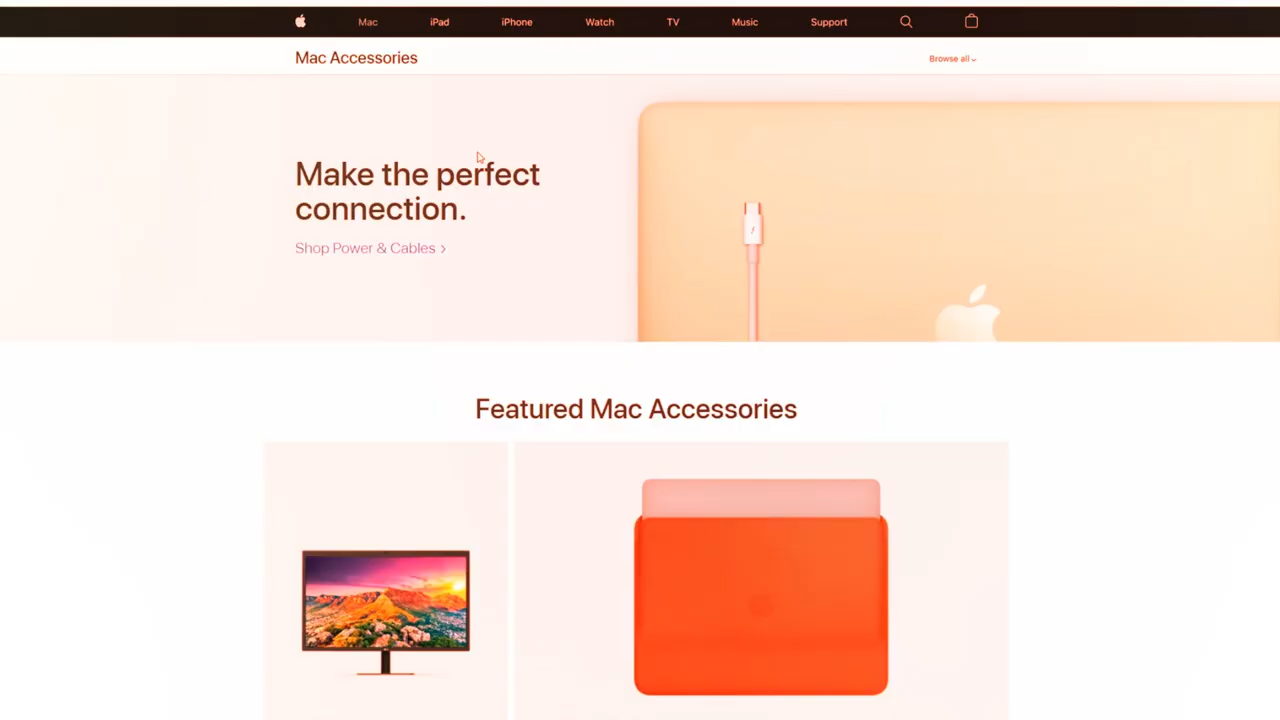 Mac
iPad
iPhone
Watch
TV
Music
Support
Mac Accessories
Browse all
Make the perfect
connection.
Shop Power & Cables
Featured Mac Accessories